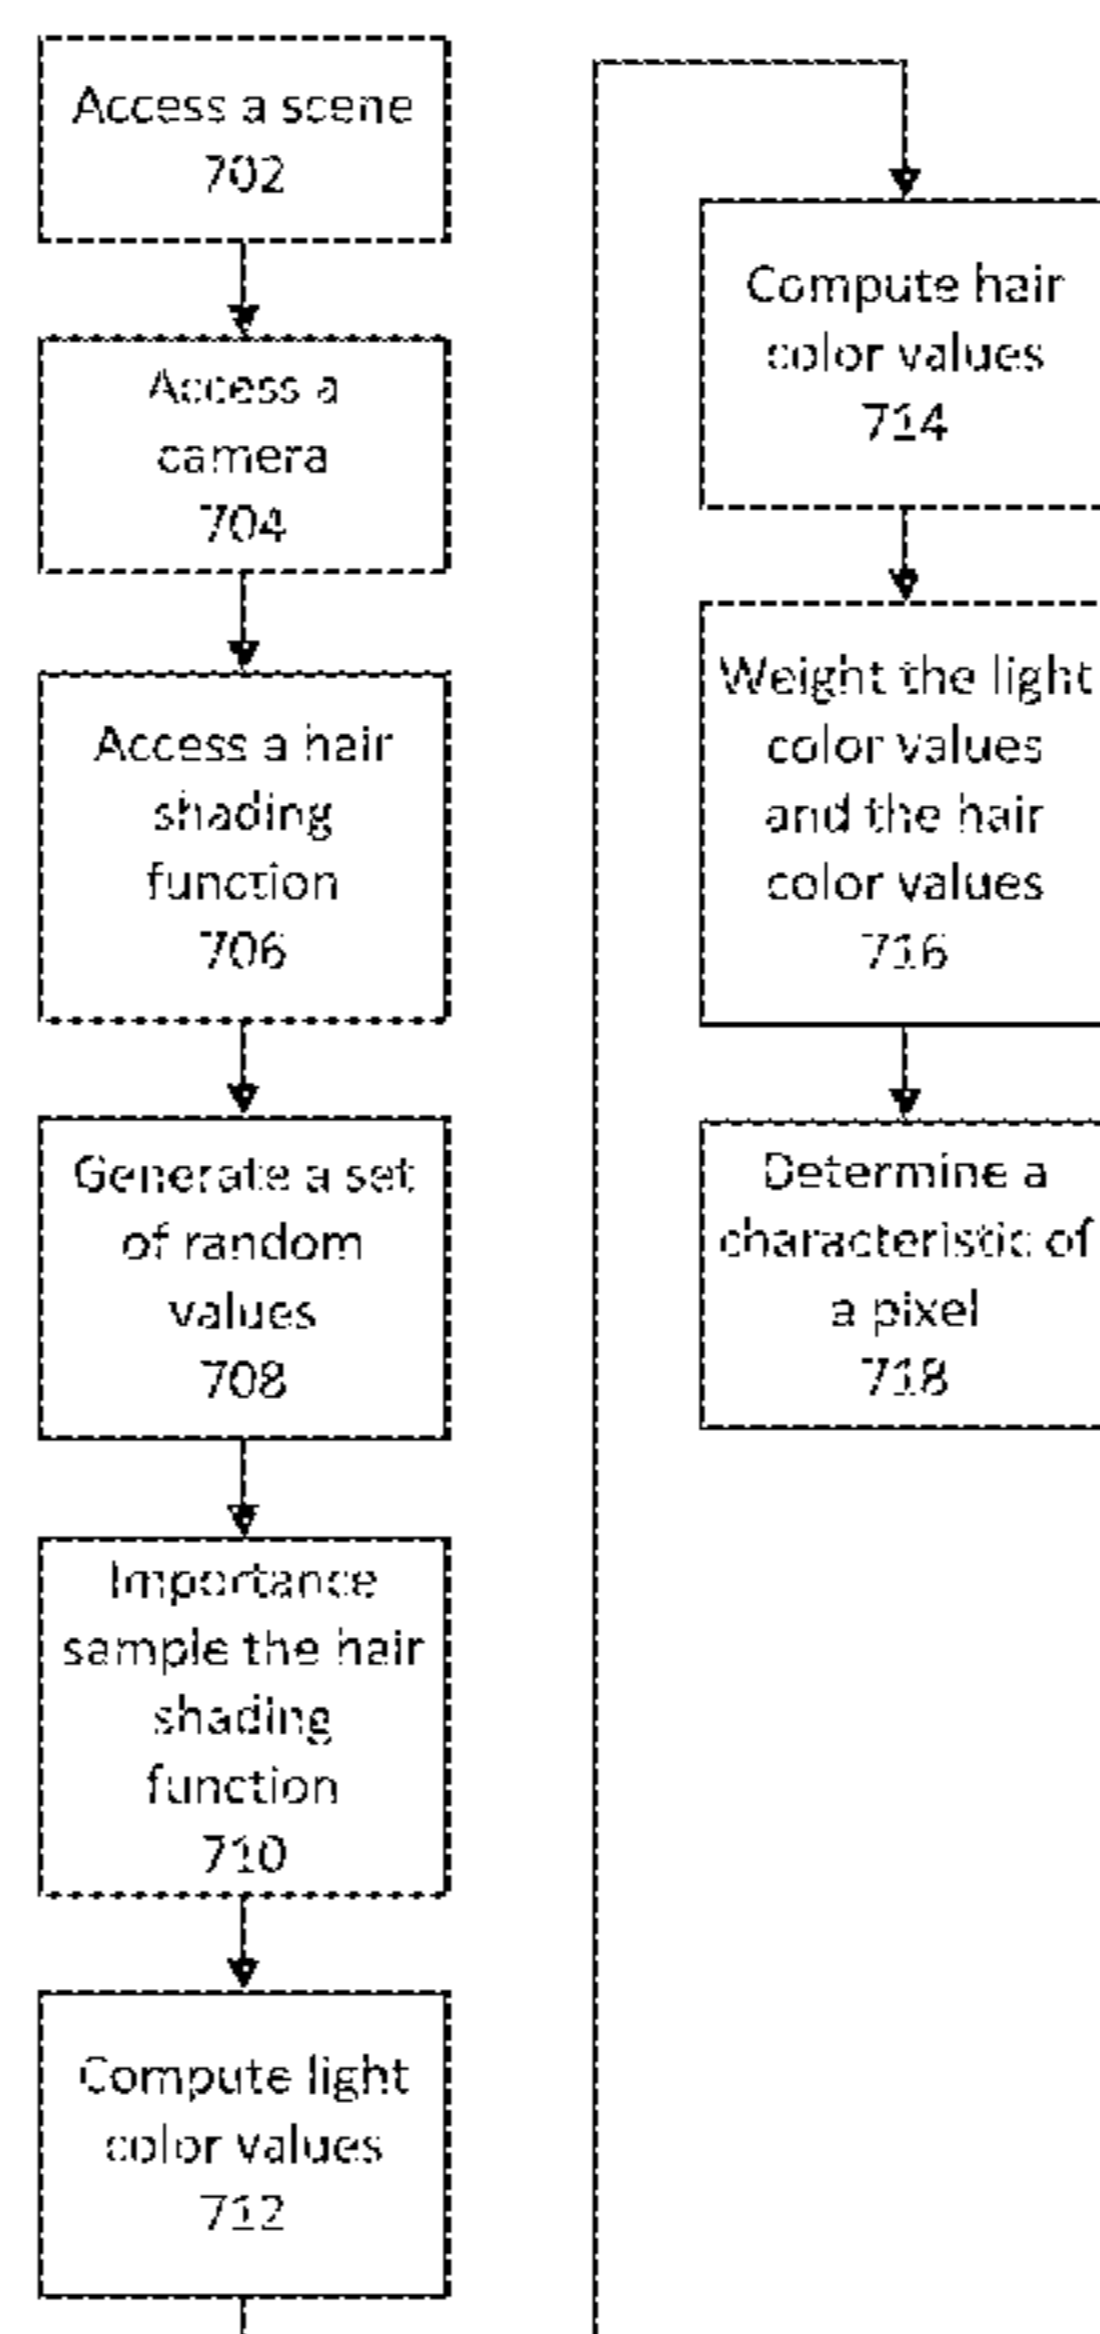 Access a scene
702
Access a
camera
704
Access a hair
shading
function
706
Generate a set
of random
values
708
Importance
sample the hair
shading
function
710
Compute light
color values
712
Compute hair
color values
714
Weight the light
color values
and the hair
color values
716
Determine a
characteristic of
a pixel
718